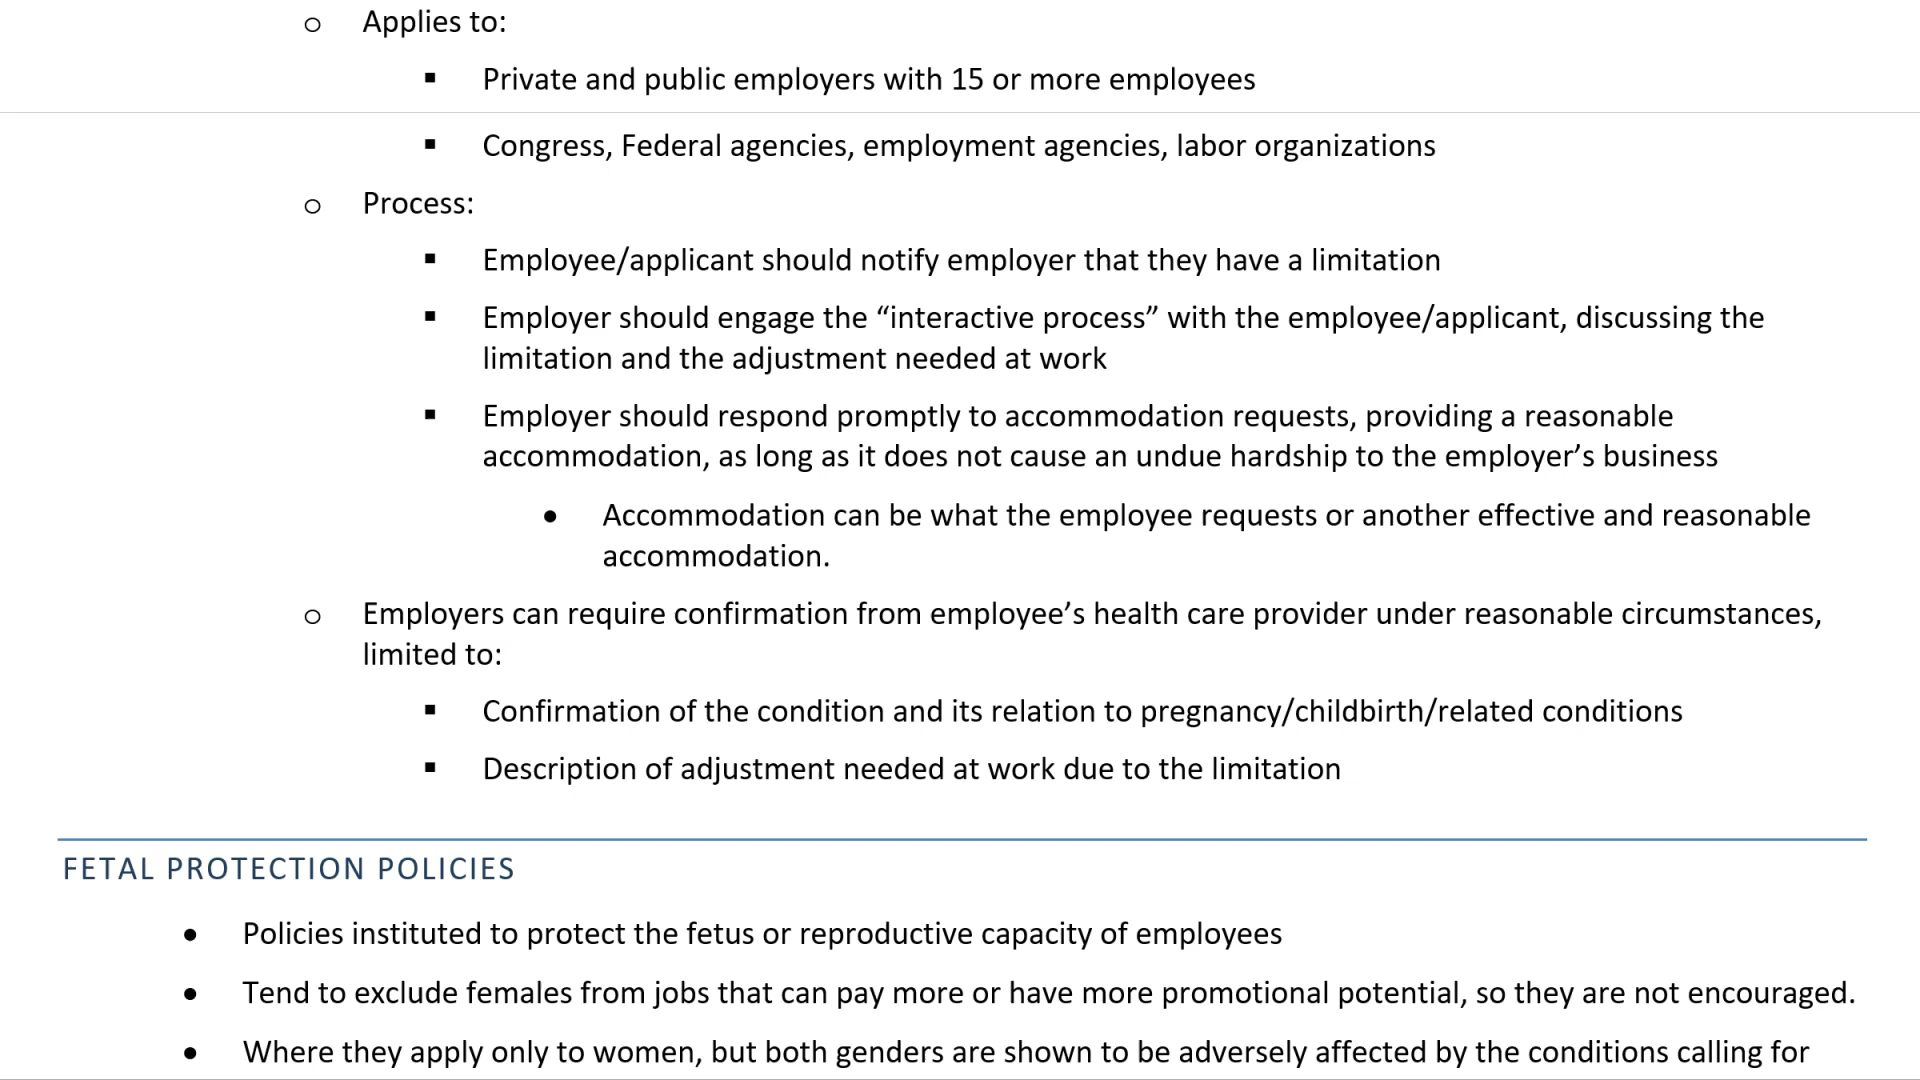 o Applies to:
▪ Private and public employers with 15 or more employees
▪ Congress, Federal agencies, employment agencies, labor organizations
o Process:
▪ Employee/applicant should notify employer that they have a limitation
▪ Employer should engage the “interactive process” with the employee/applicant, discussing the
limitation and the adjustment needed at work
▪ Employer should respond promptly to accommodation requests, providing a reasonable
accommodation, as long as it does not cause an undue hardship to the employer’s business
• Accommodation can be what the employee requests or another effective and reasonable
accommodation.
o Employers can require confirmation from employee’s health care provider under reasonable circumstances,
limited to:
▪ Confirmation of the condition and its relation to pregnancy/childbirth/related conditions
▪ Description of adjustment needed at work due to the limitation
FETAL PROTECTION POLICIES
• Policies instituted to protect the fetus or reproductive capacity of employees
• Tend to exclude females from jobs that can pay more or have more promotional potential, so they are not encouraged.
• Where they apply only to women, but both genders are shown to be adversely affected by the conditions calling for